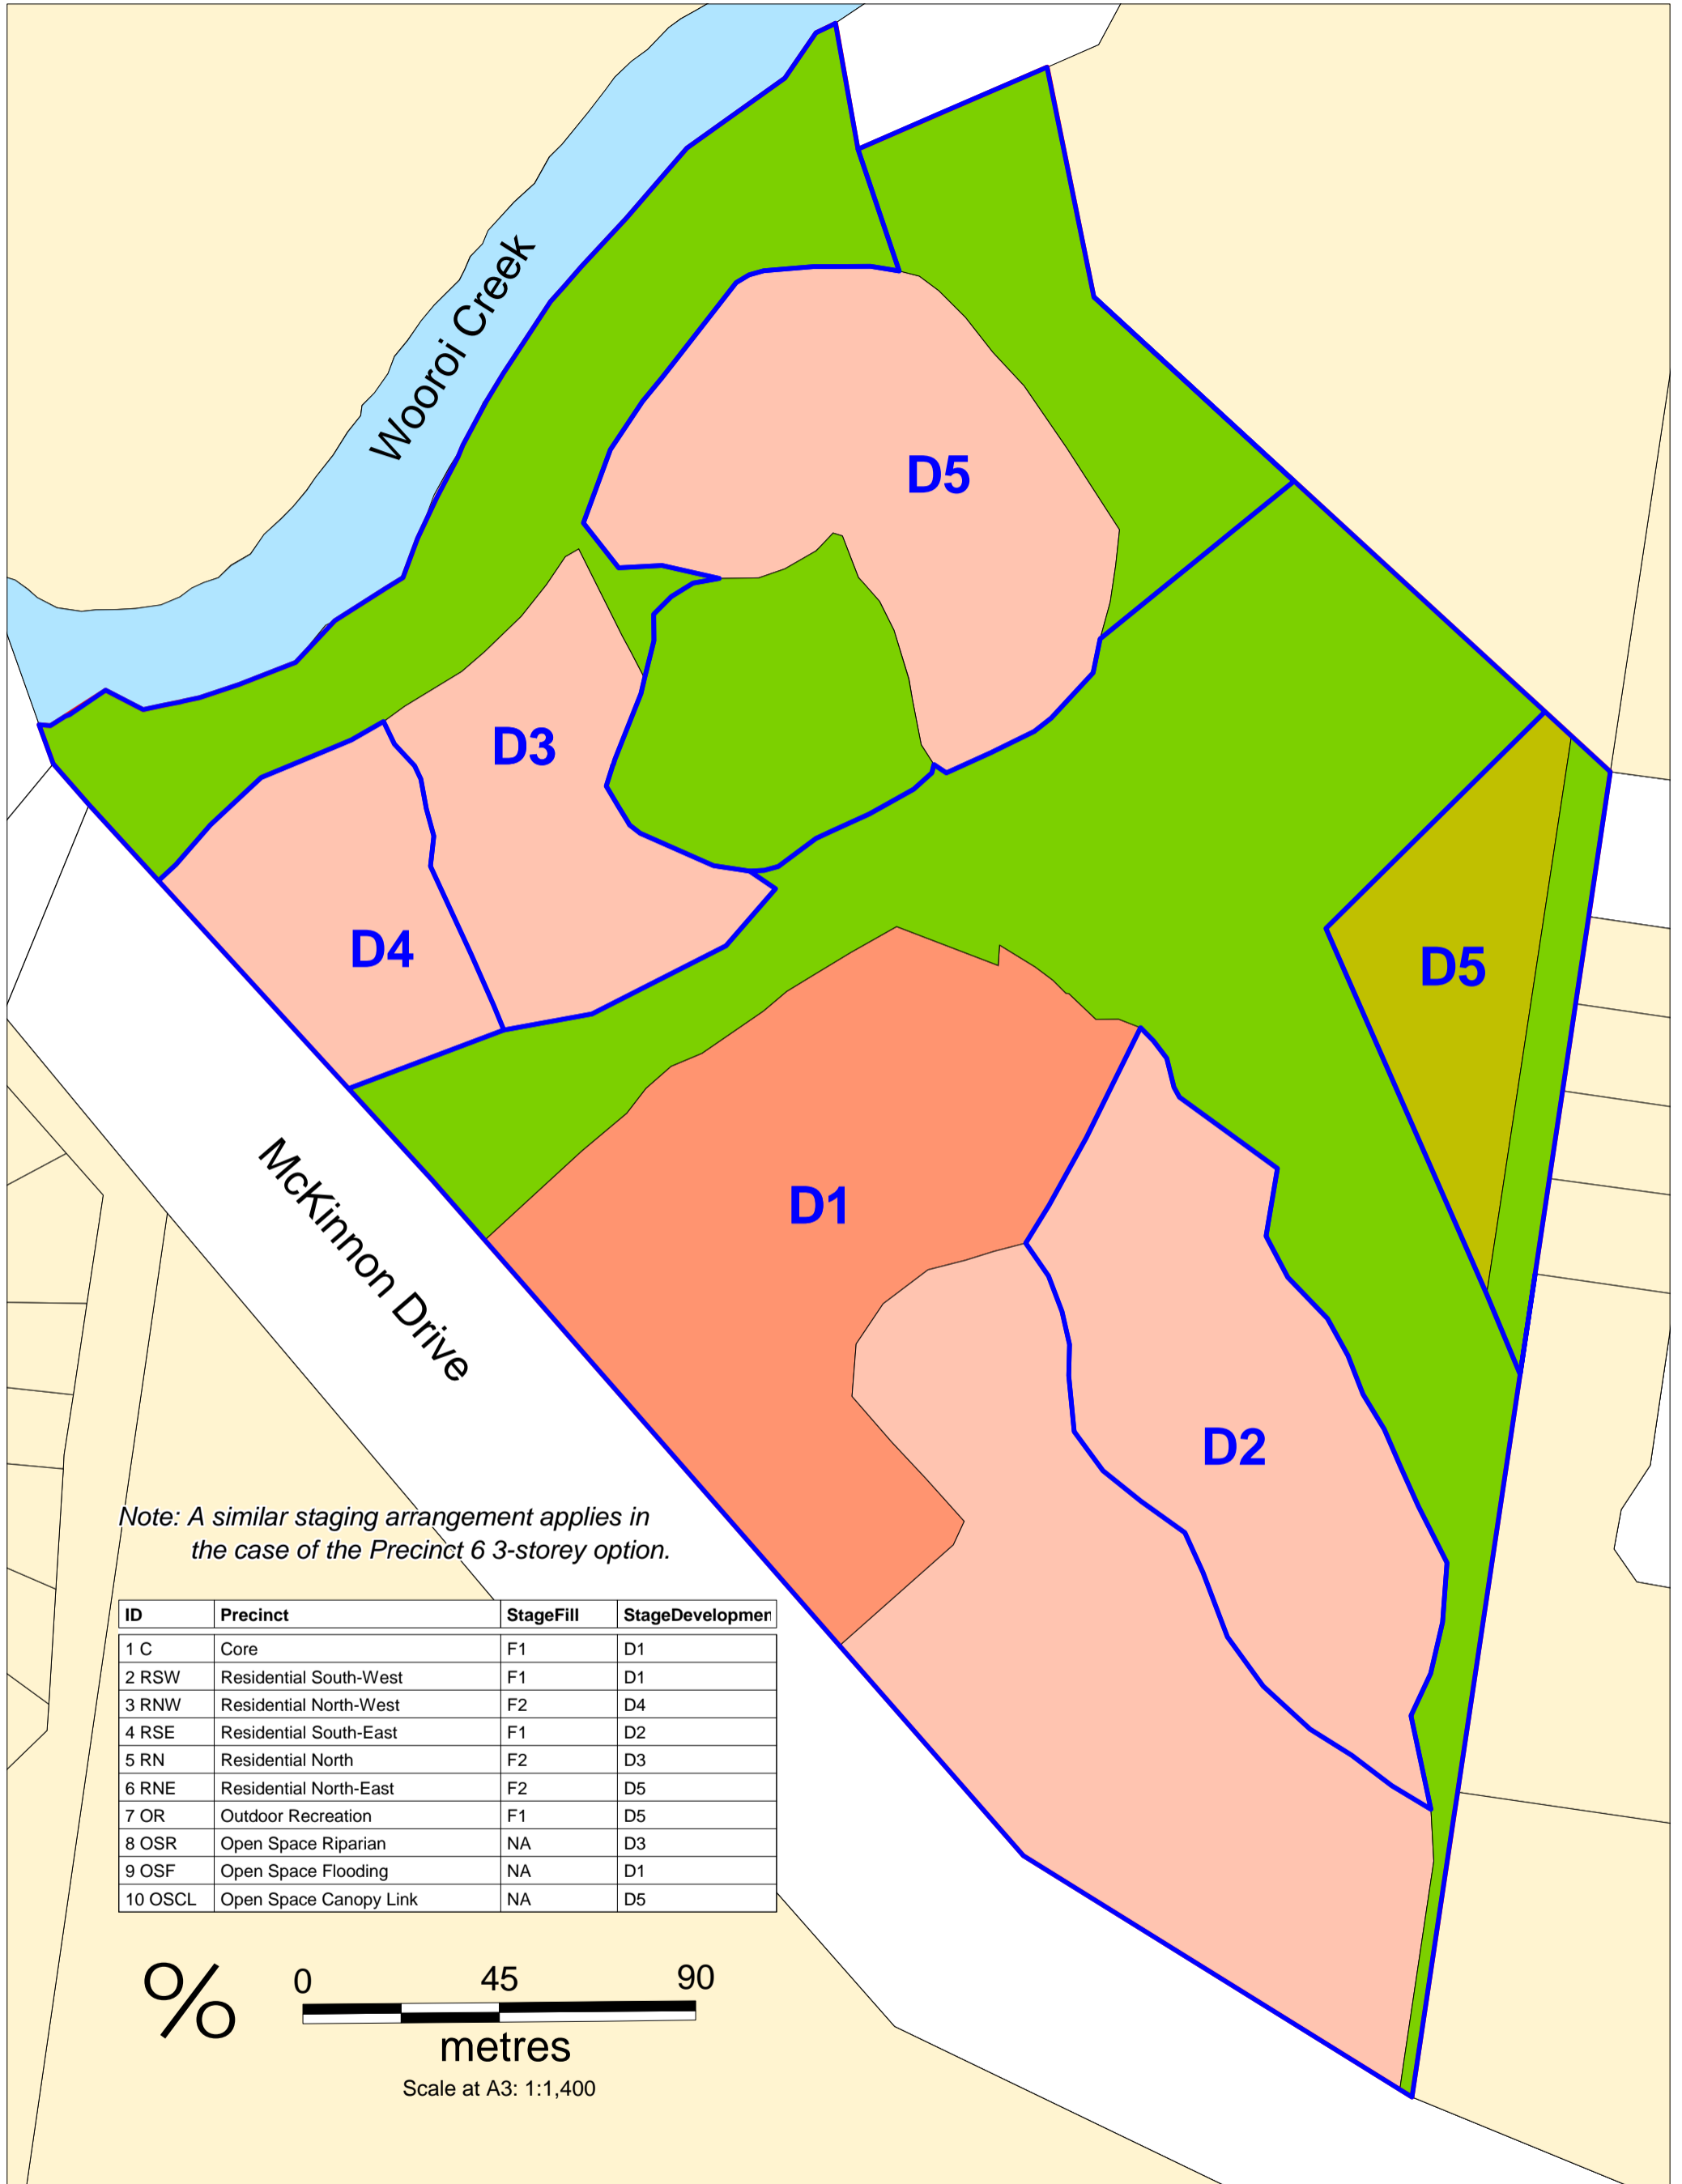 Wooroi Creek
D5
D3
D4
D5
D1
McKinnon Drive
D2
Note: A similar staging arrangement applies in
the case of the Precinct 6 3-storey option.
ID Precinct StageFill StageDevelopmen
1 C Core F1 D1
2 RSW Residential South-West F1 D1
3 RNW Residential North-West F2 D4
4 RSE Residential South-East F1 D2
5 RN Residential North F2 D3
6 RNE Residential North-East F2 D5
7 OR Outdoor Recreation F1 D5
8 OSR Open Space Riparian NA D3
9 OSF Open Space Flooding NA D1
10 OSCL Open Space Canopy Link NA D5
%
0 45 90
metres
Scale at A3: 1:1,400